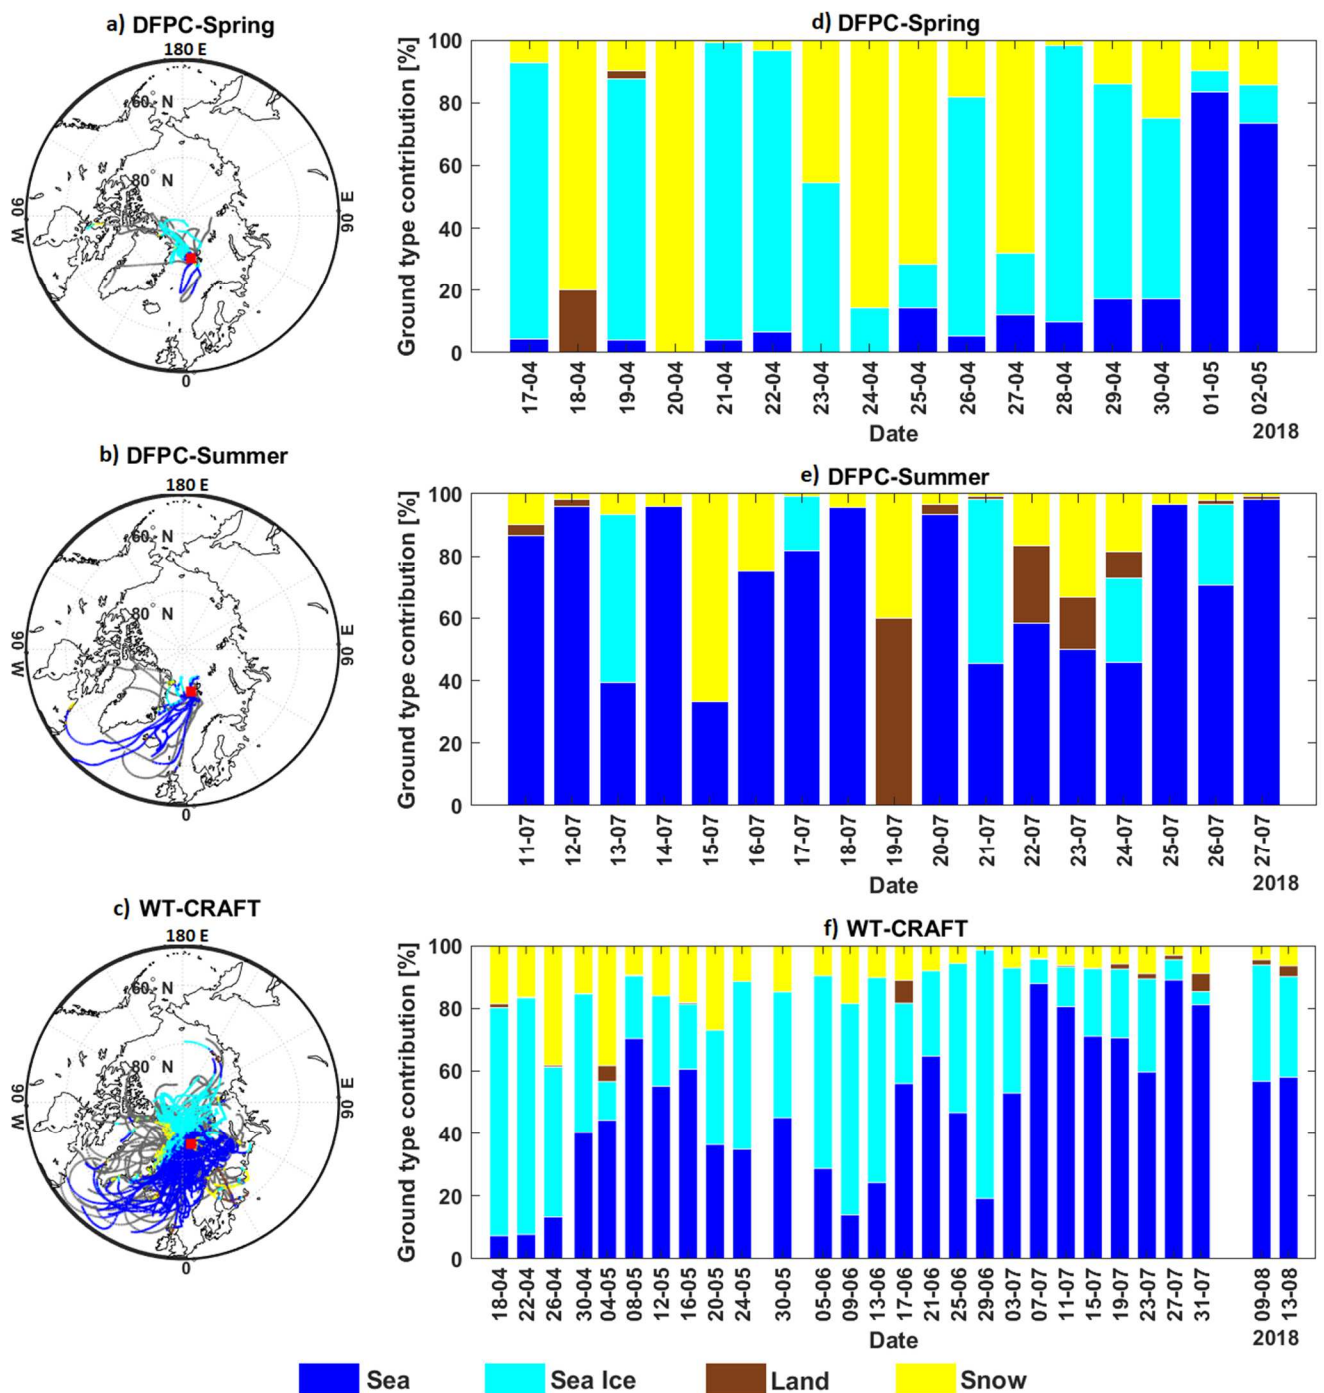 a) DFPC-Spring
180 E
60° N
80° N
90 W
90 E
0
d) DFPC-Spring
Ground type contribution [%]
100
80
60
40
20
0
17-04 18-04 19-04 20-04 21-04 22-04 23-04 24-04 25-04 26-04 27-04 28-04 29-04 30-04 01-05 02-05
Date
2018
b) DFPC-Summer
180 E
60° N
80° N
90 W
90 E
0
e) DFPC-Summer
Ground type contribution [%]
100
80
60
40
20
0
11-07 12-07 13-07 14-07 15-07 16-07 17-07 18-07 19-07 20-07 21-07 22-07 23-07 24-07 25-07 26-07 27-07
Date
2018
c) WT-CRAFT
180 E
60° N
80° N
90 W
90 E
0
f) WT-CRAFT
Ground type contribution [%]
100
80
60
40
20
0
18-04 22-04 26-04 30-04 04-05 08-05 12-05 16-05 20-05 24-05 30-05 05-06 09-06 13-06 17-06 21-06 25-06 29-06 03-07 07-07 11-07 15-07 19-07 23-07 27-07 31-07 09-08 13-08
Date
2018
Sea Sea Ice Land Snow